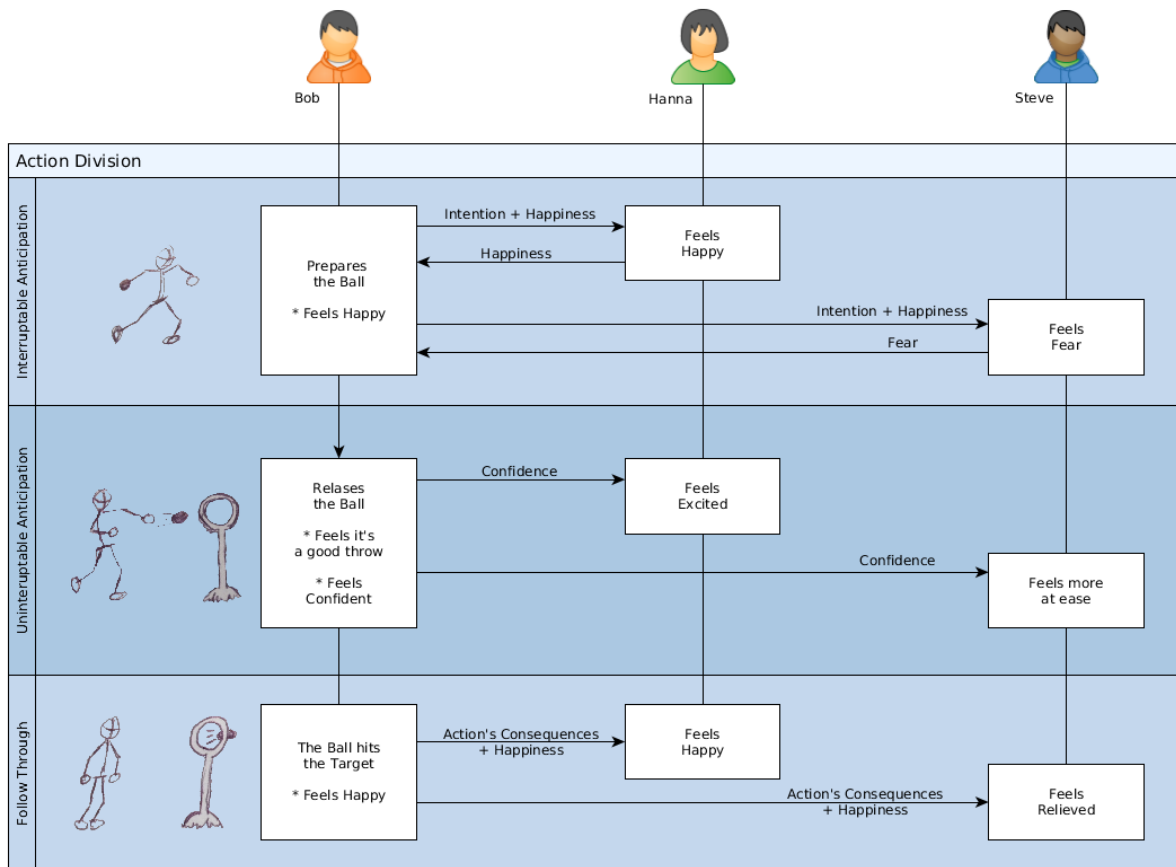 Bob
Hanna
Steve
Action Division
Interruptable Anticipation
Intention + Happiness
Feels
Happy
Happiness
Prepares
the Ball
* Feels Happy
Intention + Happiness
Feels
Fear
Fear
Uninteruptable Anticipation
Relases
the Ball
* Feels it's
a good throw
* Feels
Confident
Confidence
Feels
Excited
Confidence
Feels more
at ease
Follow Through
The Ball hits
the Target
* Feels Happy
Action's Consequences
+ Happiness
Feels
Happy
Action's Consequences
+ Happiness
Feels
Relieved